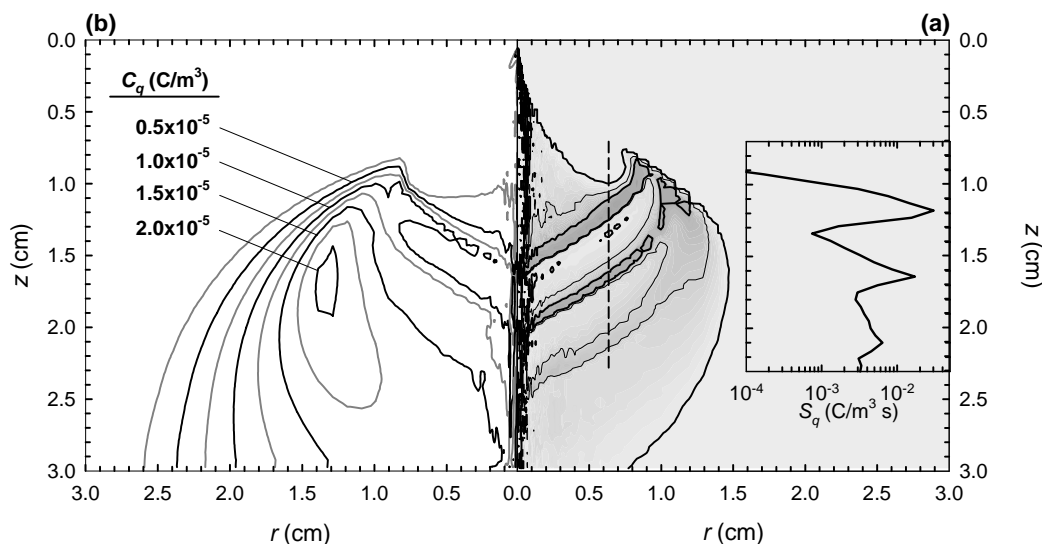 (b) (a)
0.0 0.0
C_q (C/m³)
0.5x10⁻⁵
1.0x10⁻⁵
1.5x10⁻⁵
2.0x10⁻⁵
0.5 0.5
1.0 1.0
1.5 1.5
2.0 2.0
2.5 2.5
3.0 3.0
z (cm) z (cm)
10⁻⁴ 10⁻³ 10⁻²
S_q (C/m³ s)
3.0 2.5 2.0 1.5 1.0 0.5 0.0 0.5 1.0 1.5 2.0 2.5 3.0
r (cm) r (cm)